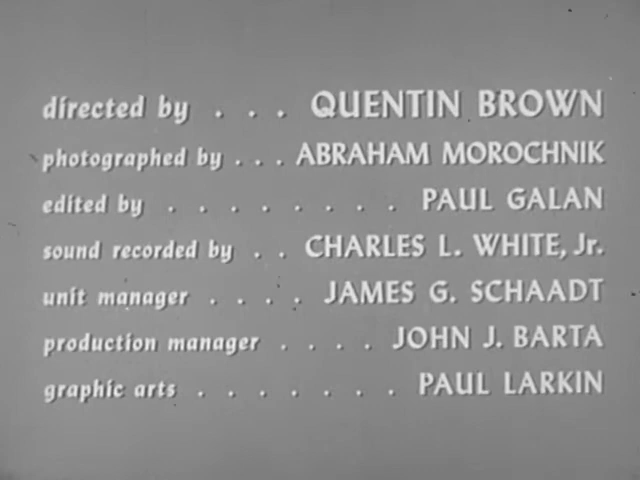 directed by . . . QUENTIN BROWN
photographed by . . . ABRAHAM MOROCHNIK
edited by . . . . . . . . PAUL GALAN
sound recorded by . . CHARLES L. WHITE, Jr.
unit manager . . . . JAMES G. SCHAADT
production manager . . . . JOHN J. BARTA
graphic arts . . . . . . . PAUL LARKIN